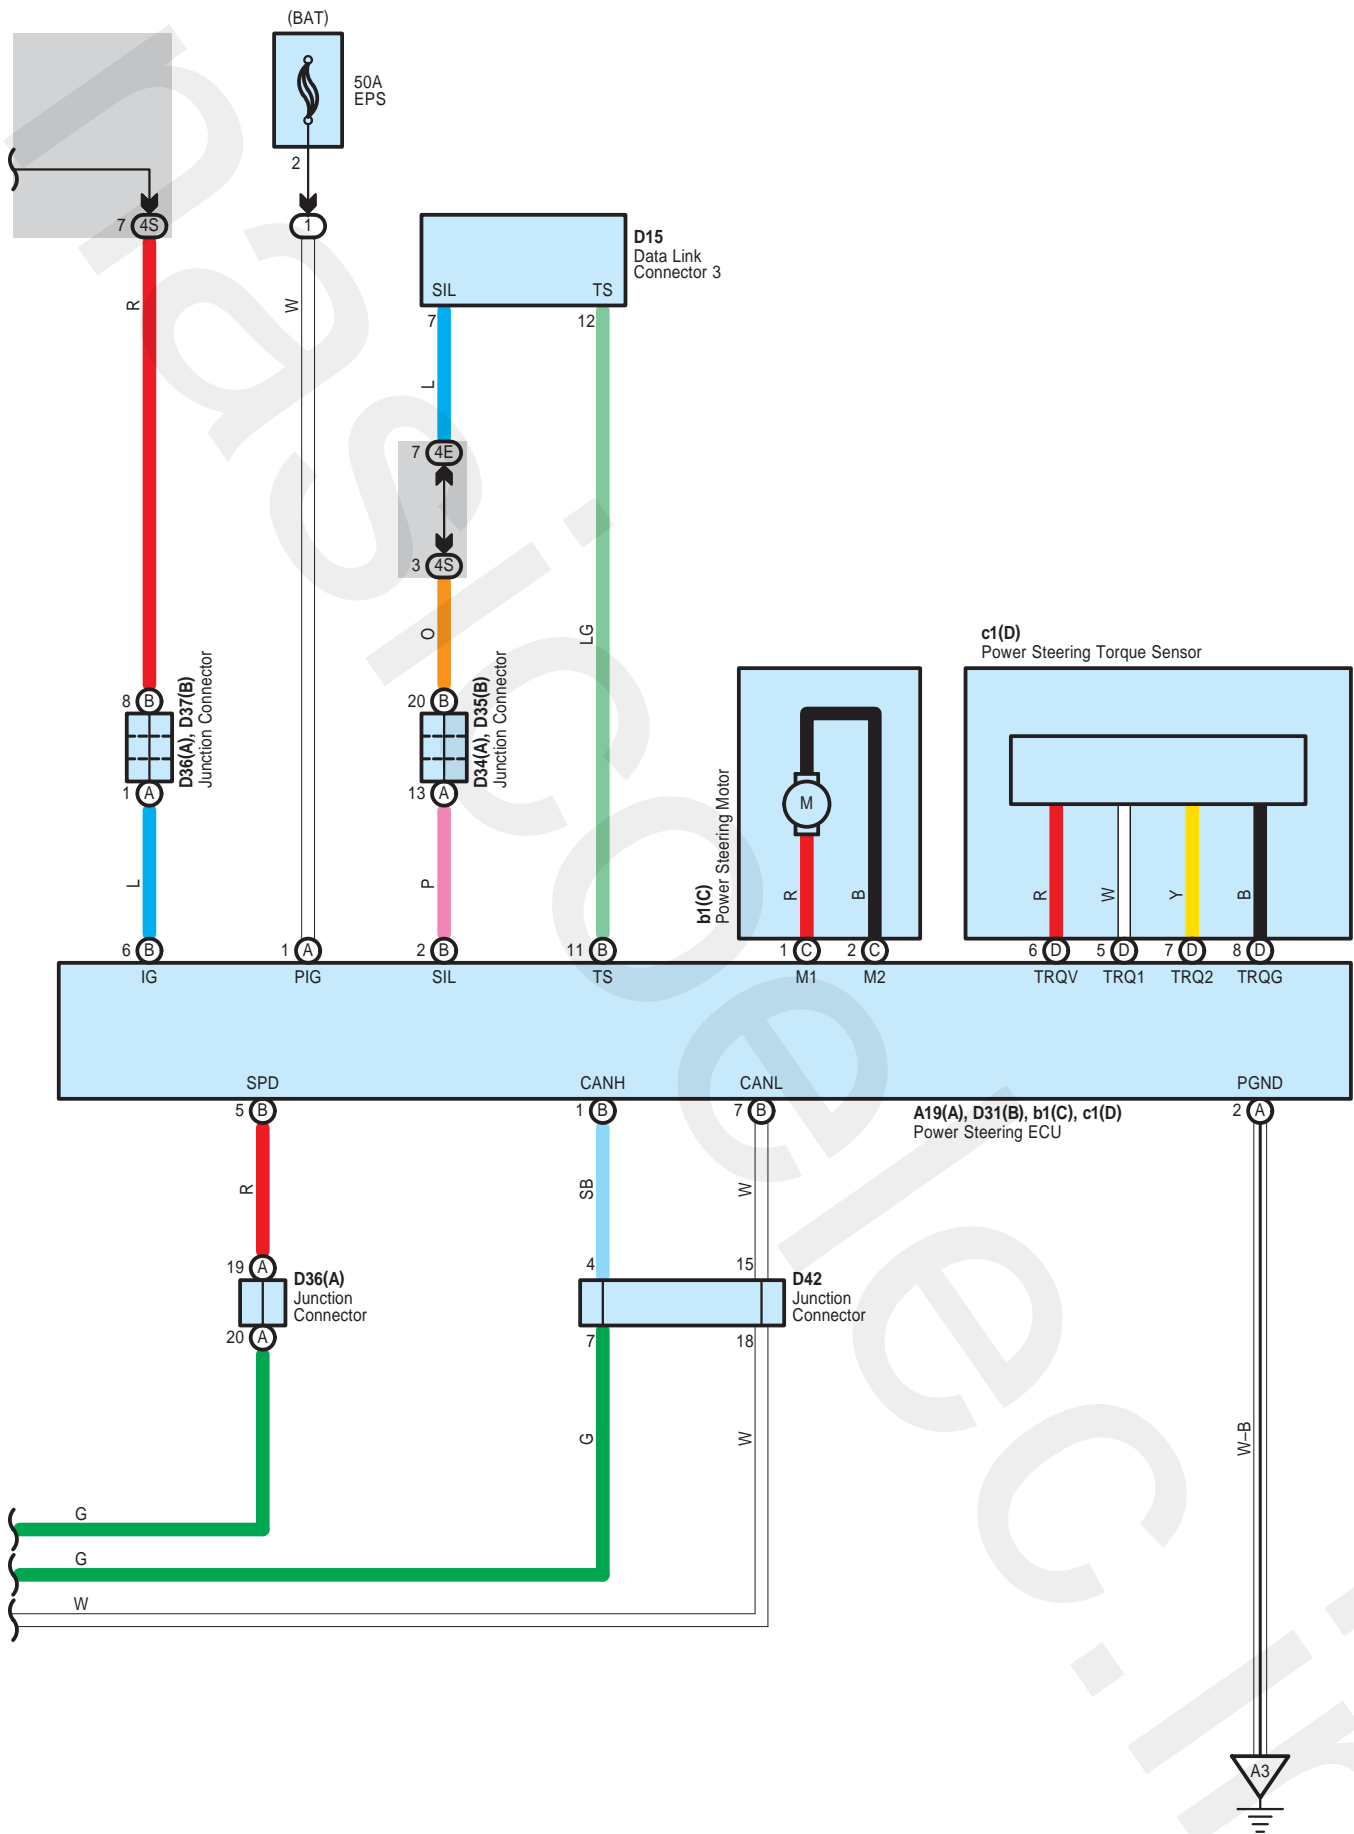 (BAT)
50A
EPS
2
7 4S
1
D15
Data Link
Connector 3
SIL TS
7 12
R
W
L
7 4E
3 4S
O
LG
c1(D)
Power Steering Torque Sensor
8 B
D36(A), D37(B)
Junction Connector
1 A
20 B
D34(A), D35(B)
Junction Connector
13 A
b1(C)
Power Steering Motor
M
L
P
R B
R W Y B
6 B
1 A
2 B
11 B
1 C
2 C
6 D
5 D
7 D
8 D
IG PIG SIL TS M1 M2 TRQV TRQ1 TRQ2 TRQG
SPD CANH CANL PGND
5 B
1 B
7 B
2 A
A19(A), D31(B), b1(C), c1(D)
Power Steering ECU
R
SB
W
19 A
D36(A)
Junction
Connector
20 A
4 15
D42
Junction
Connector
7 18
G
W
W–B
G
G
W
A3
nasicoelec.ir